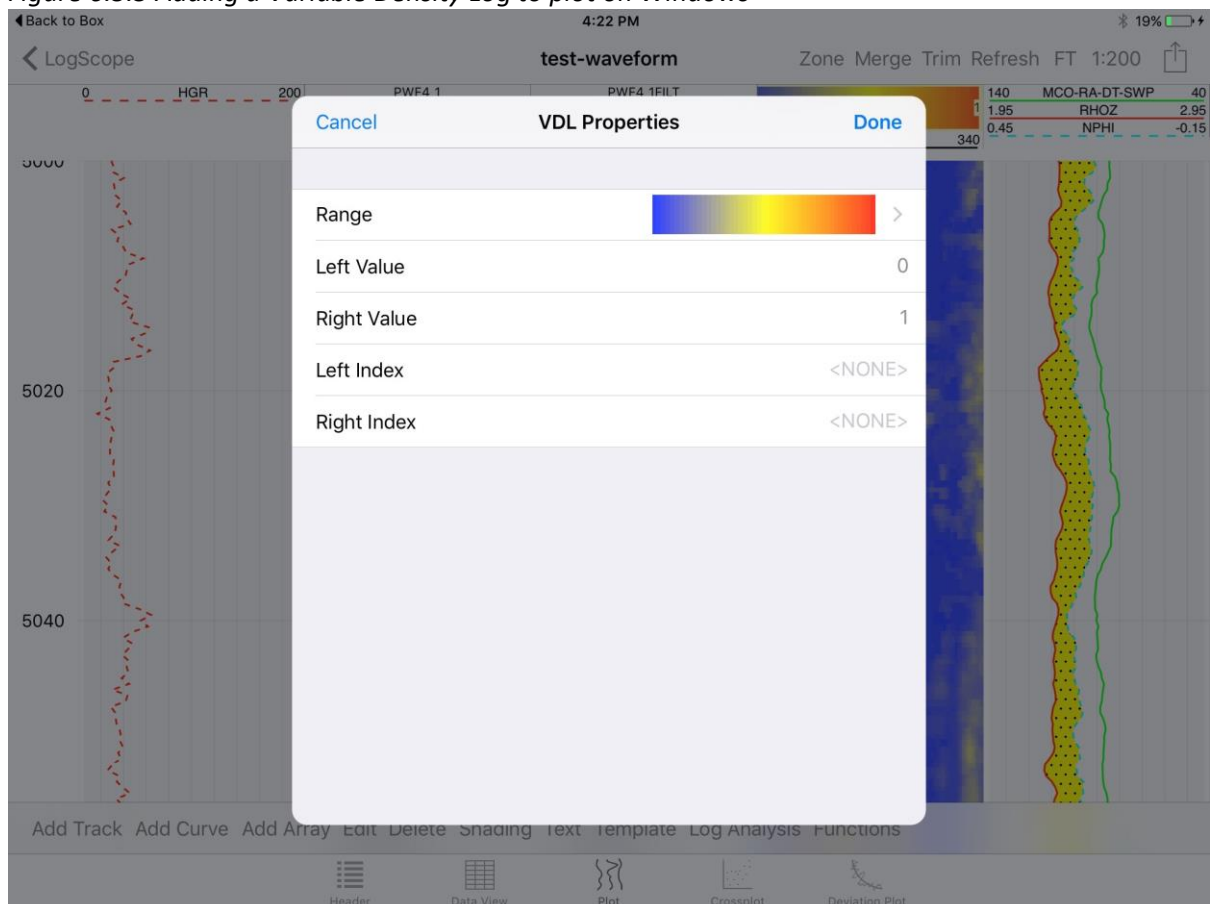 Figure 6.3.3 Adding a Variable Density Log to plot on Windows
Back to Box 4:22 PM 19%
LogScope test-waveform Zone Merge Trim Refresh FT 1:200
0 HGR 200 PWF4 1 PWF4 1FILT 1 140 MCO-RA-DT-SWP 40
1.95 RHOZ 2.95
340 0.45 NPHI -0.15
Cancel VDL Properties Done
5000
Range
Left Value 0
Right Value 1
Left Index <NONE>
5020
Right Index <NONE>
5040
Add Track Add Curve Add Array Edit Delete Shading Text Template Log Analysis Functions
Header Data View Plot Crossplot Deviation Plot